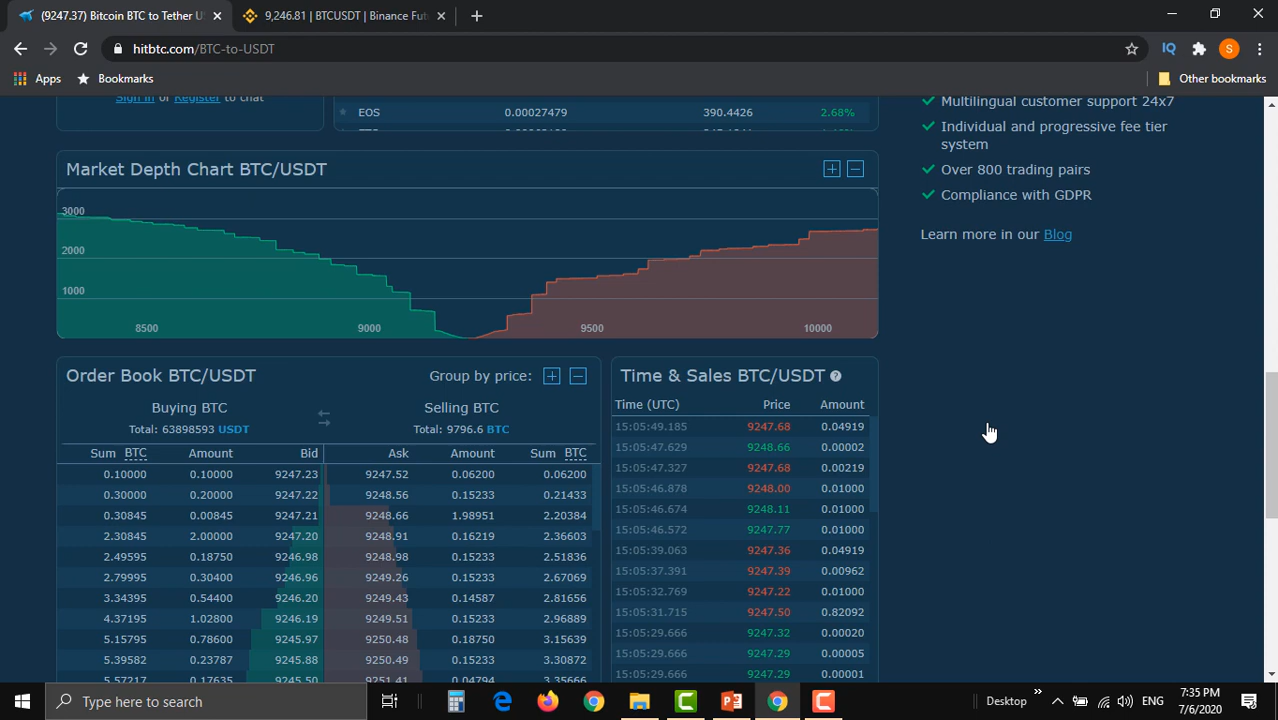 (9247.37) Bitcoin BTC to Tether U
9,246.81 | BTCUSDT | Binance Fut
hitbtc.com/BTC-to-USDT
IQ
S
Apps
Bookmarks
Other bookmarks
Sign in or Register to chat
EOS 0.00027479 390.4426 2.68%
Multilingual customer support 24x7
Individual and progressive fee tier
system
Over 800 trading pairs
Compliance with GDPR
Learn more in our Blog
Market Depth Chart BTC/USDT
3000
2000
1000
8500 9000 9500 10000
Order Book BTC/USDT
Group by price:
Buying BTC
Selling BTC
Total: 63898593 USDT
Total: 9796.6 BTC
Sum BTC Amount Bid Ask Amount Sum BTC
0.10000 0.10000 9247.23 9247.52 0.06200 0.06200
0.30000 0.20000 9247.22 9248.56 0.15233 0.21433
0.30845 0.00845 9247.21 9248.66 1.98951 2.20384
2.30845 2.00000 9247.20 9248.91 0.16219 2.36603
2.49595 0.18750 9246.98 9248.98 0.15233 2.51836
2.79995 0.30400 9246.96 9249.26 0.15233 2.67069
3.34395 0.54400 9246.20 9249.43 0.14587 2.81656
4.37195 1.02800 9246.19 9249.51 0.15233 2.96889
5.15795 0.78600 9245.97 9250.48 0.18750 3.15639
5.39582 0.23787 9245.88 9250.49 0.15233 3.30872
5.57217 0.17635 9245.50 9251.41 0.04794 3.35666
Time & Sales BTC/USDT ?
Time (UTC) Price Amount
15:05:49.185 9247.68 0.04919
15:05:47.629 9248.66 0.00002
15:05:47.327 9247.68 0.00219
15:05:46.878 9248.00 0.01000
15:05:46.674 9248.11 0.01000
15:05:46.572 9247.77 0.01000
15:05:39.063 9247.36 0.04919
15:05:37.391 9247.39 0.00962
15:05:32.769 9247.22 0.01000
15:05:31.715 9247.50 0.82092
15:05:29.666 9247.32 0.00020
15:05:29.666 9247.29 0.00005
15:05:29.666 9247.29 0.00001
Type here to search
Desktop
ENG
7:35 PM
7/6/2020